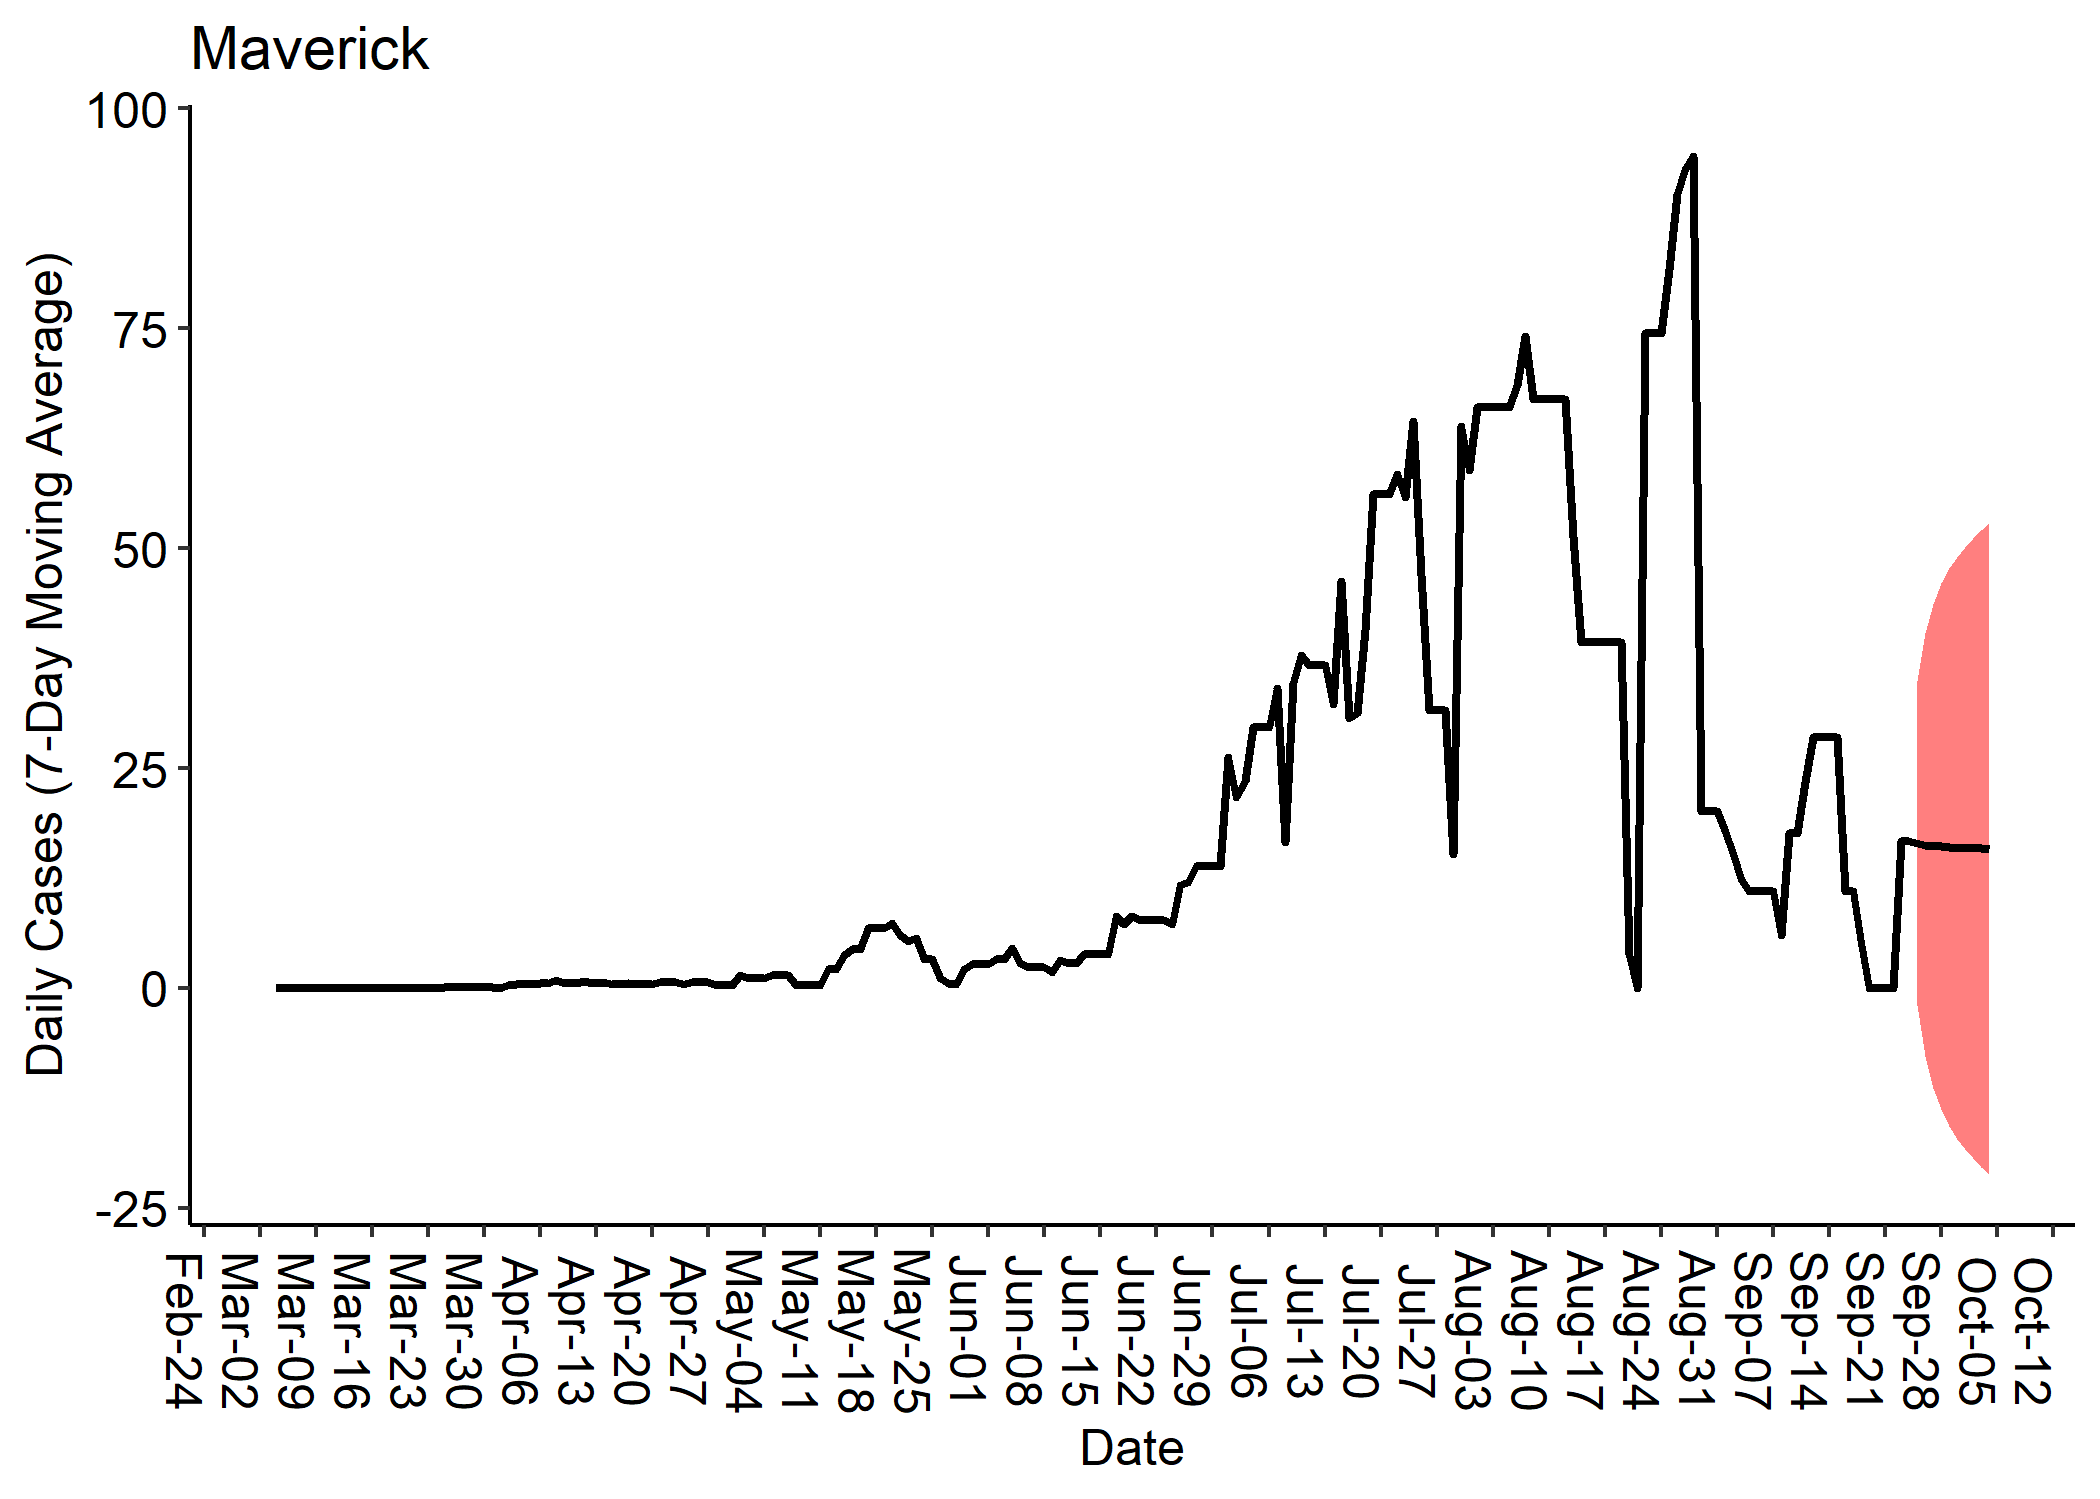 Maverick
Daily Cases (7-Day Moving Average)
100
75
50
25
0
-25
Feb-24
Mar-02
Mar-09
Mar-16
Mar-23
Mar-30
Apr-06
Apr-13
Apr-20
Apr-27
May-04
May-11
May-18
May-25
Jun-01
Jun-08
Jun-15
Jun-22
Jun-29
Jul-06
Jul-13
Jul-20
Jul-27
Aug-03
Aug-10
Aug-17
Aug-24
Aug-31
Sep-07
Sep-14
Sep-21
Sep-28
Oct-05
Oct-12
Date